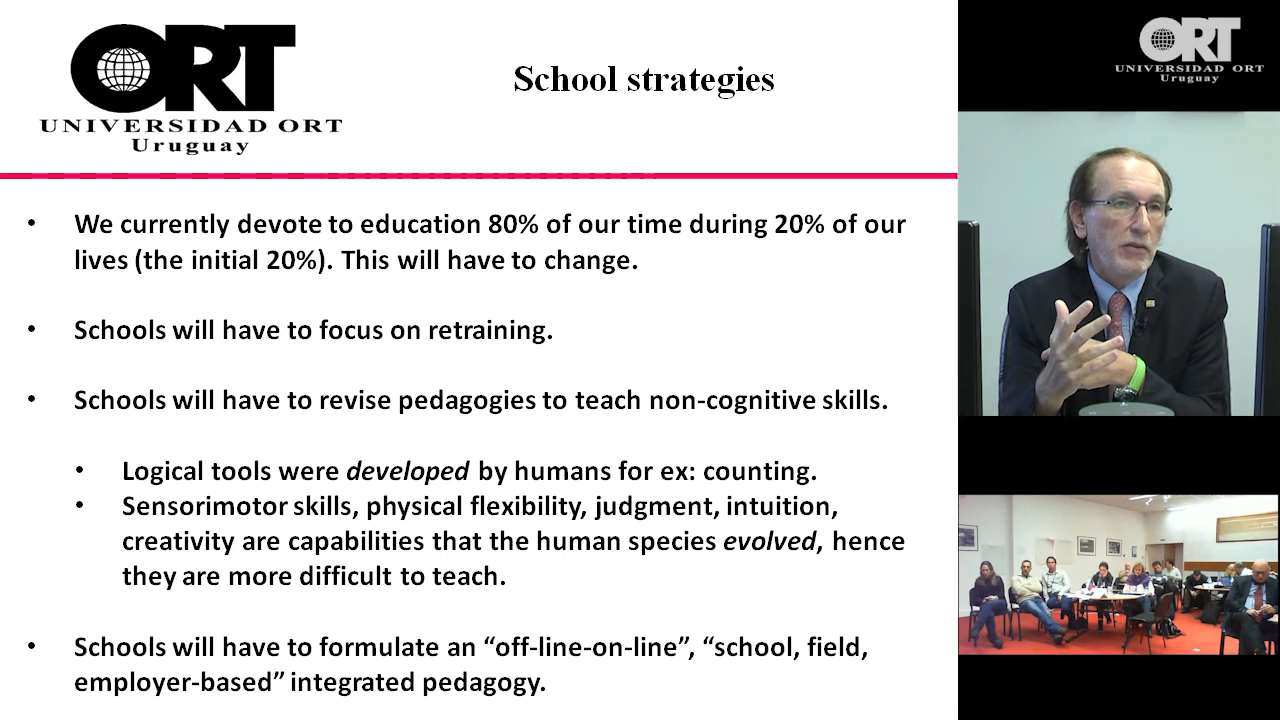 ORT
UNIVERSIDAD ORT
Uruguay
School strategies
ORT
UNIVERSIDAD ORT
Uruguay
• We currently devote to education 80% of our time during 20% of our
lives (the initial 20%). This will have to change.
• Schools will have to focus on retraining.
• Schools will have to revise pedagogies to teach non-cognitive skills.
• Logical tools were developed by humans for ex: counting.
• Sensorimotor skills, physical flexibility, judgment, intuition,
creativity are capabilities that the human species evolved, hence
they are more difficult to teach.
• Schools will have to formulate an “off-line-on-line”, “school, field,
employer-based” integrated pedagogy.